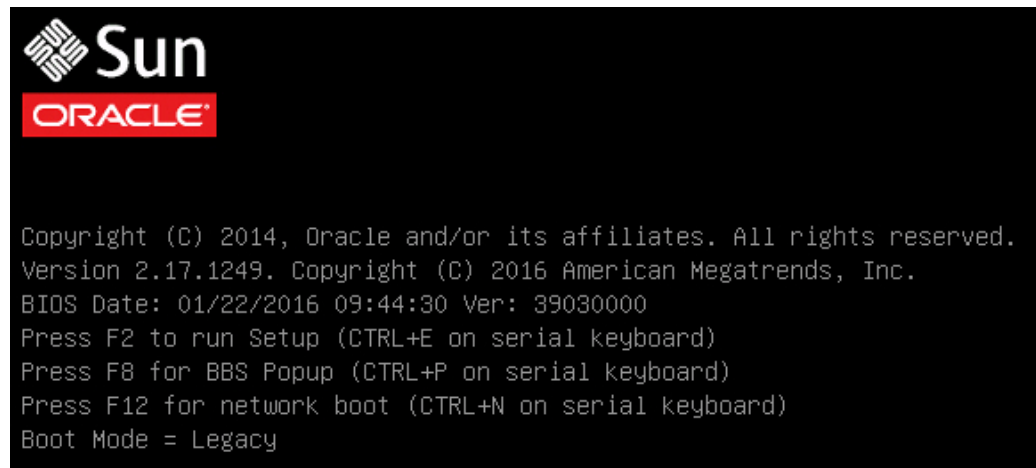 Sun
ORACLE®
Copyright (C) 2014, Oracle and/or its affiliates. All rights reserved.
Version 2.17.1249. Copyright (C) 2016 American Megatrends, Inc.
BIOS Date: 01/22/2016 09:44:30 Ver: 39030000
Press F2 to run Setup (CTRL+E on serial keyboard)
Press F8 for BBS Popup (CTRL+P on serial keyboard)
Press F12 for network boot (CTRL+N on serial keyboard)
Boot Mode = Legacy